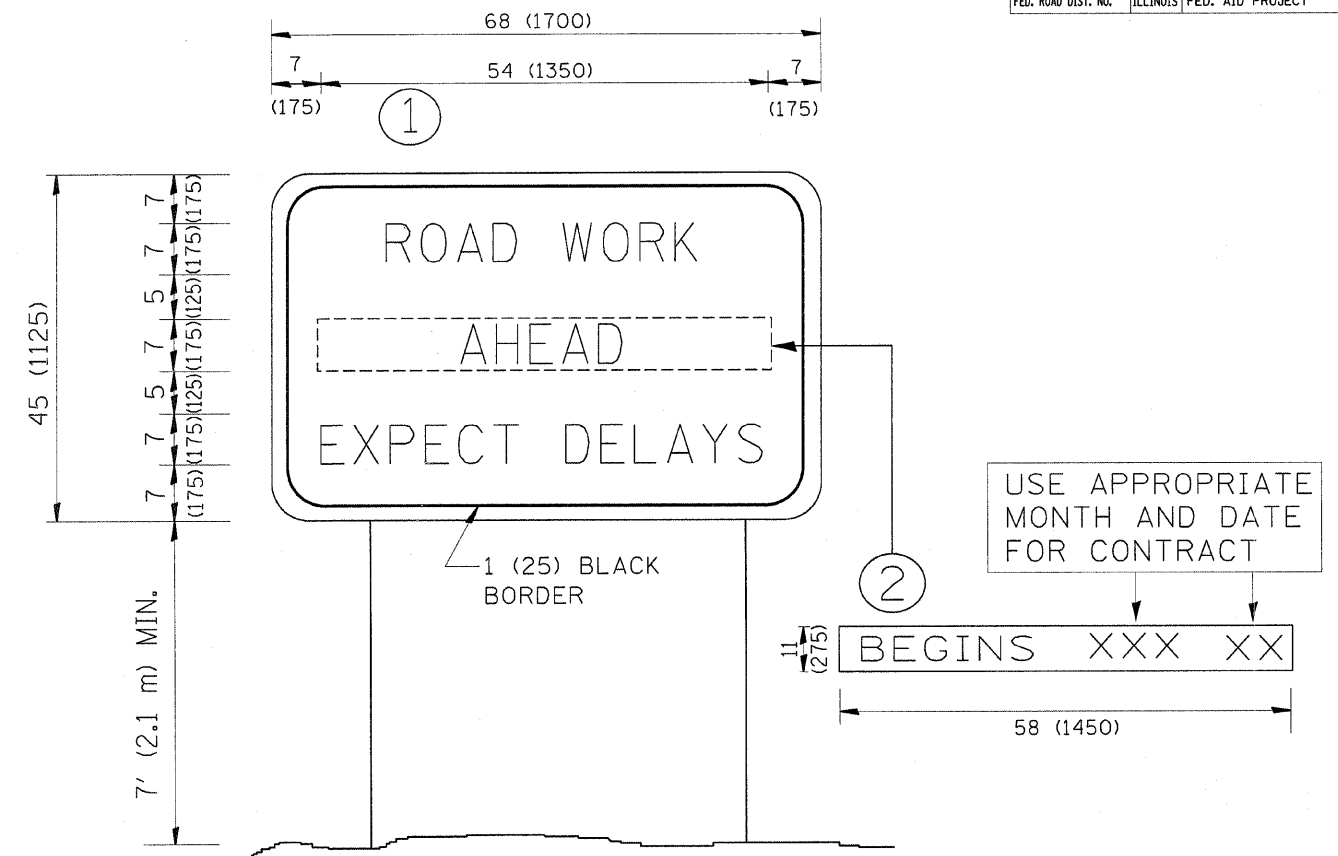 FED. ROAD DIST. NO. ILLINOIS FED. AID PROJECT
68 (1700)
7 54 (1350) 7
(175) (175)
1
45 (1125)
7 (175)
7 (175)
5 (125)
7 (175)
5 (125)
7 (175)
7 (175)
ROAD WORK
AHEAD
EXPECT DELAYS
1 (25) BLACK
BORDER
7' (2.1 m) MIN.
2
USE APPROPRIATE
MONTH AND DATE
FOR CONTRACT
11
(275)
BEGINS XXX XX
58 (1450)